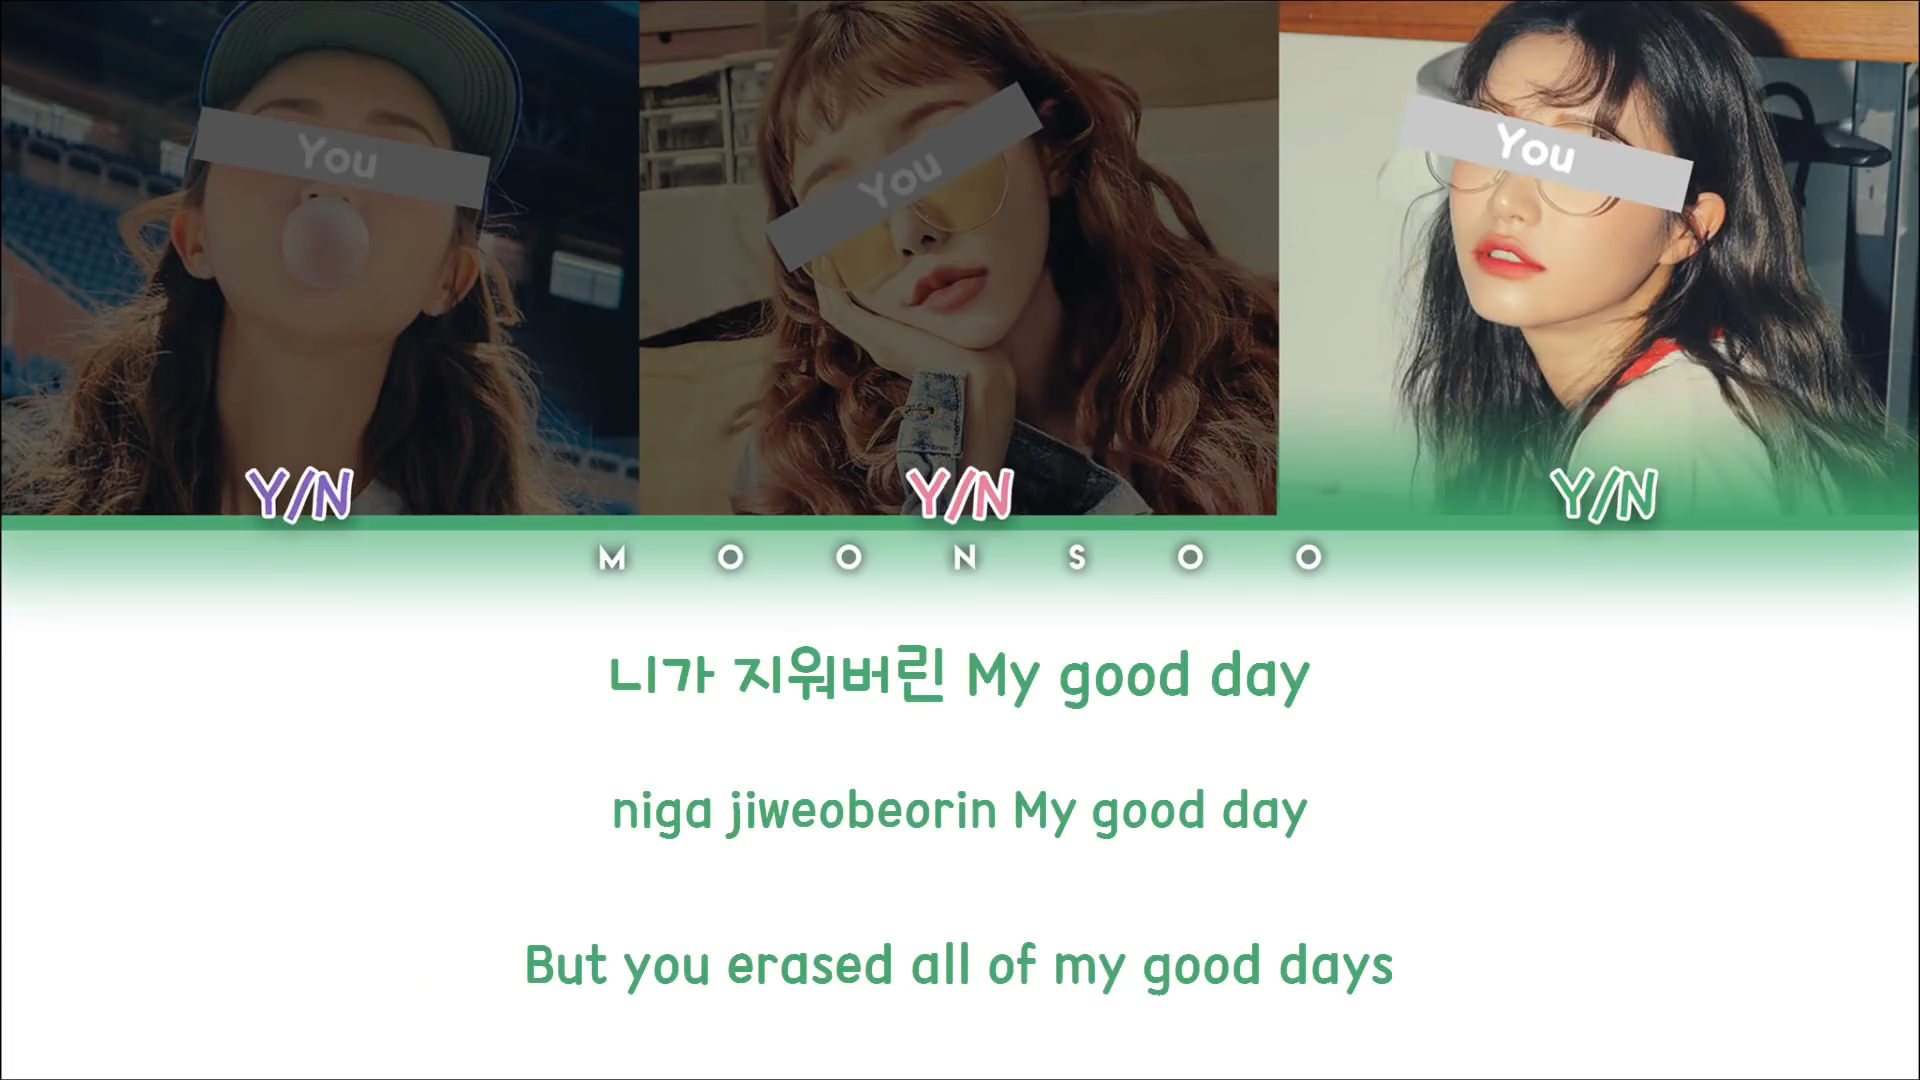 You
You
You
Y/N
Y/N
Y/N
MOONSOO
니가 지워버린 My good day
niga jiweobeorin My good day
But you erased all of my good days